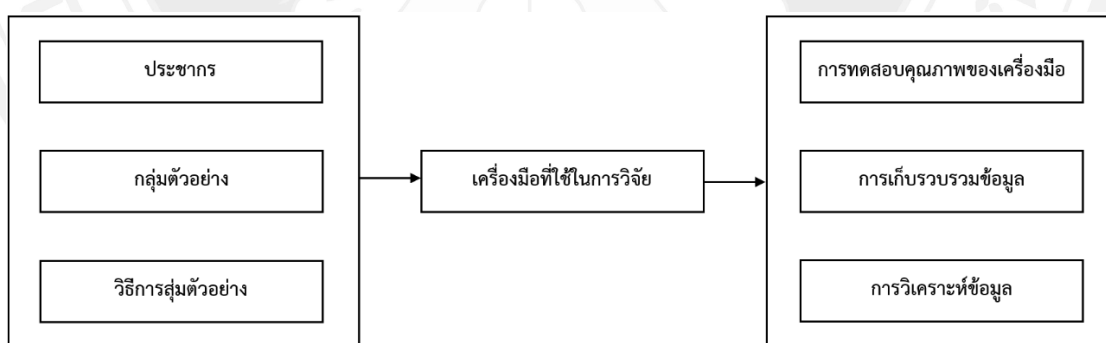 ประชากร
กลุ่มตัวอย่าง
วิธีการสุ่มตัวอย่าง
เครื่องมือที่ใช้ในการวิจัย
การทดสอบคุณภาพของเครื่องมือ
การเก็บรวบรวมข้อมูล
การวิเคราะห์ข้อมูล